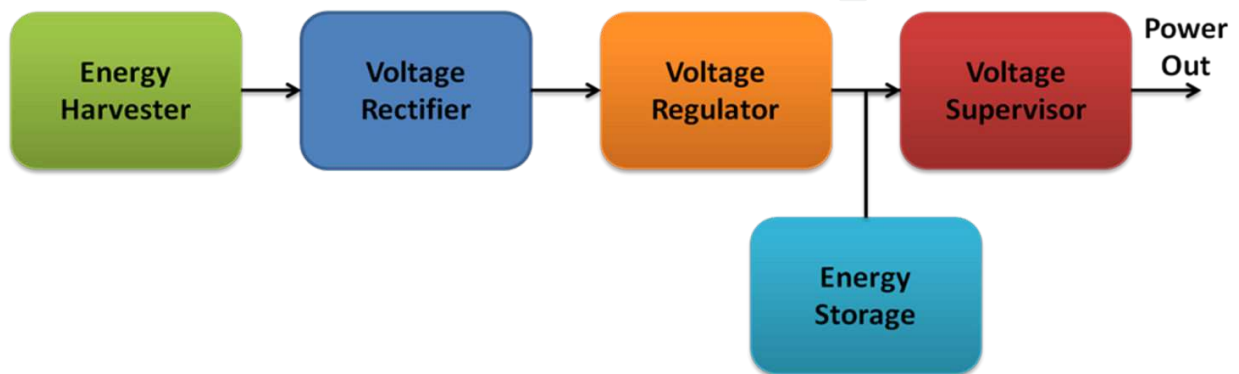 Energy
Harvester
Voltage
Rectifier
Voltage
Regulator
Voltage
Supervisor
Power
Out
Energy
Storage